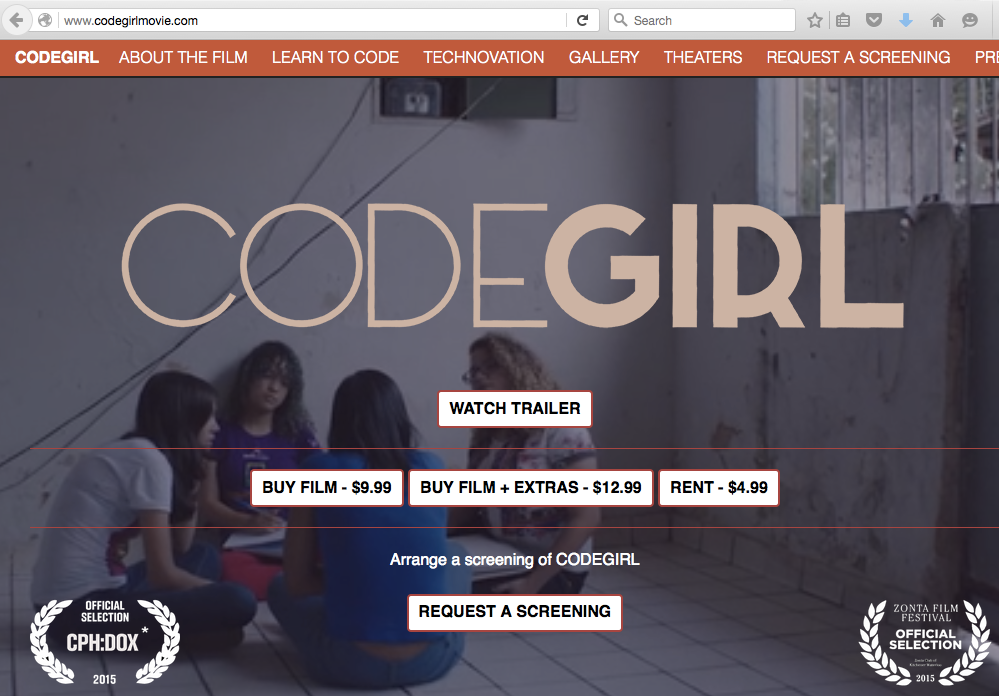 www.codegirlmovie.com
Search
CODEGIRL ABOUT THE FILM LEARN TO CODE TECHNOVATION GALLERY THEATERS REQUEST A SCREENING PRE
CODEGIRL
WATCH TRAILER
BUY FILM - $9.99 BUY FILM + EXTRAS - $12.99 RENT - $4.99
Arrange a screening of CODEGIRL
REQUEST A SCREENING
OFFICIAL
SELECTION
CPH:DOX*
2015
ZONTA FILM
FESTIVAL
OFFICIAL
SELECTION
2015